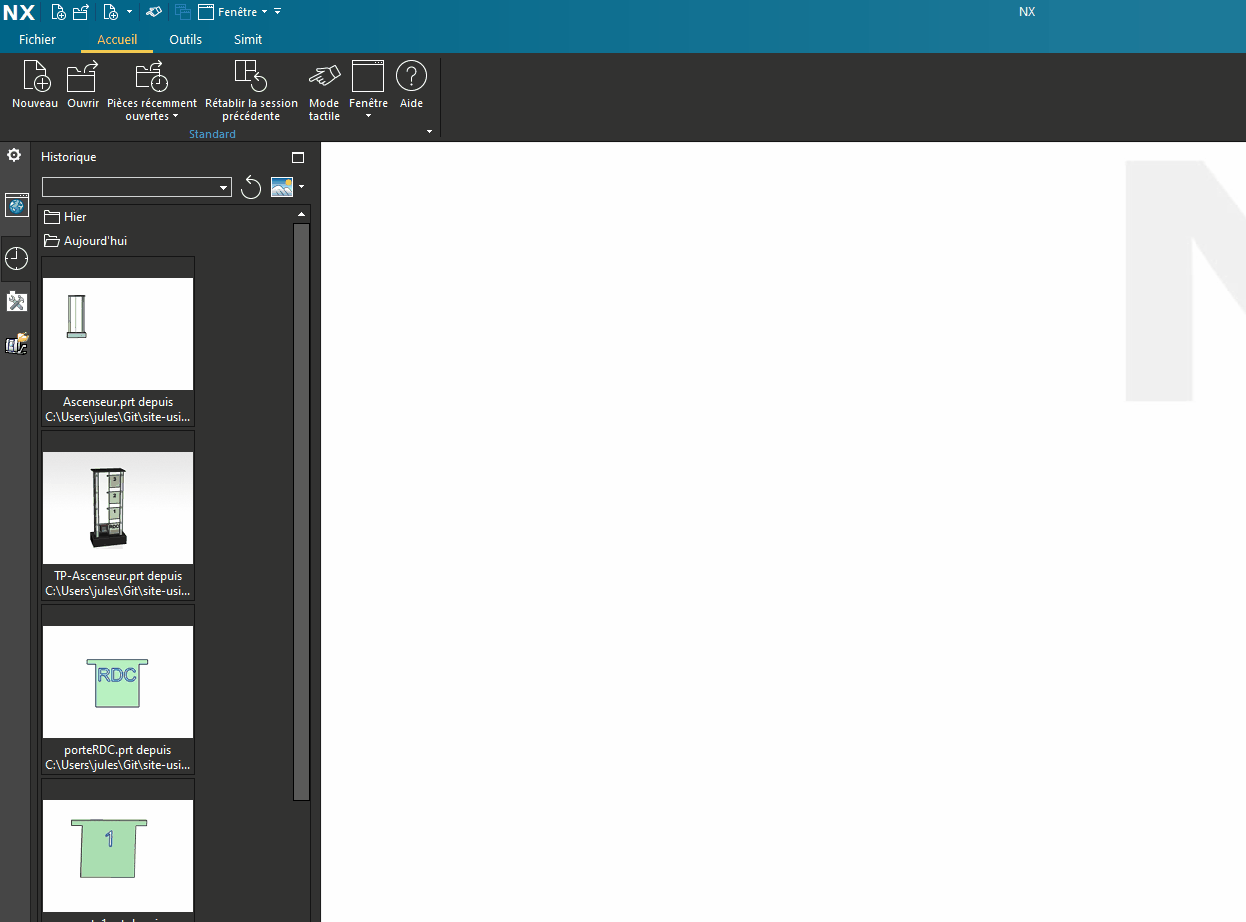 NX Fenêtre NX
Fichier Accueil Outils Simit
Nouveau Ouvrir Pièces récemment ouvertes Rétablir la session précédente Mode tactile Fenêtre Aide
Standard
Historique
Hier
Aujourd'hui
Ascenseur.prt depuis
C:\Users\jules\Git\site-usi...
3
2
1
RDC
TP-Ascenseur.prt depuis
C:\Users\jules\Git\site-usi...
RDC
porteRDC.prt depuis
C:\Users\jules\Git\site-usi...
1